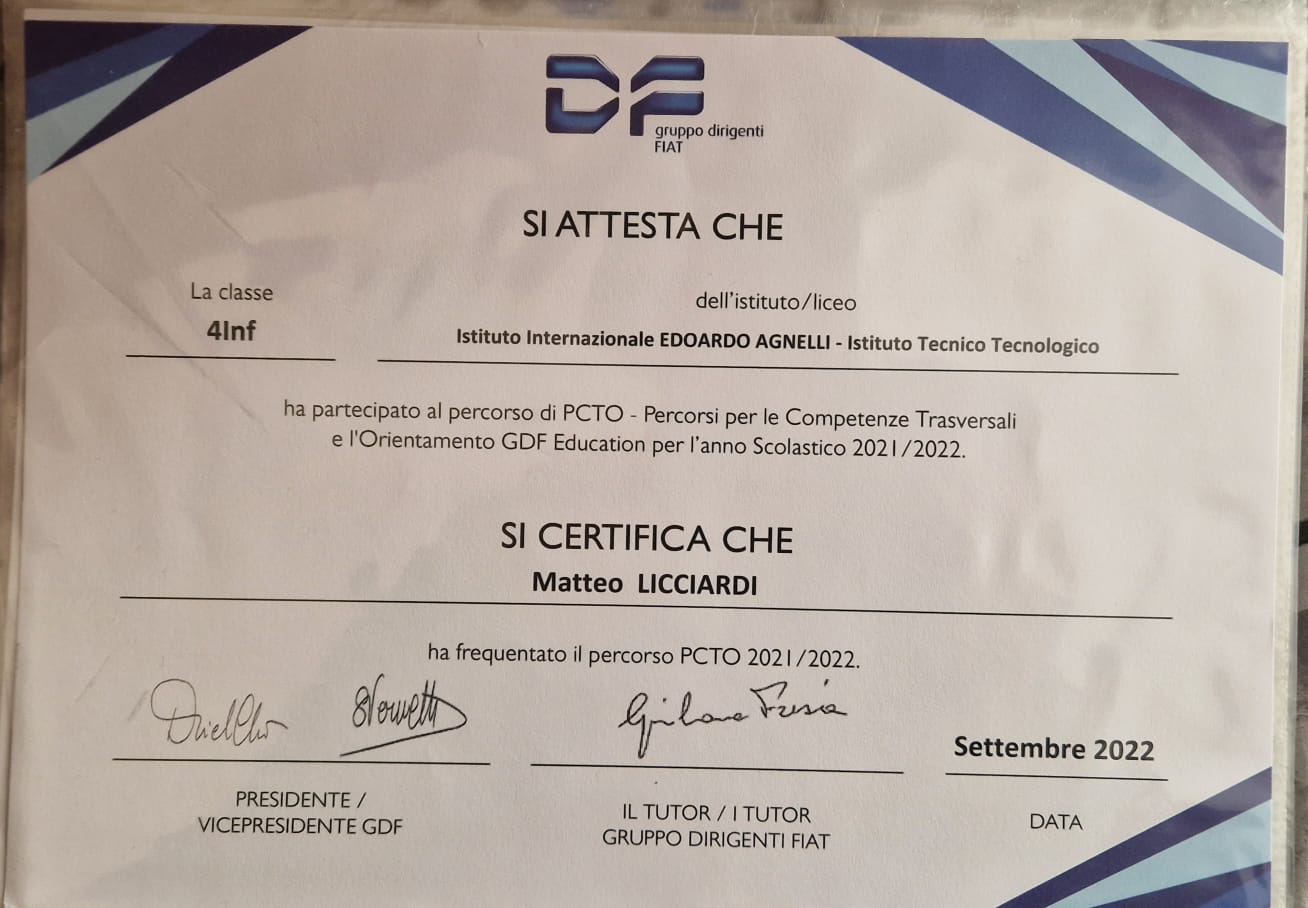 DF
gruppo dirigenti
FIAT
SI ATTESTA CHE
La classe
4Inf
dell'istituto/liceo
Istituto Internazionale EDOARDO AGNELLI - Istituto Tecnico Tecnologico
ha partecipato al percorso di PCTO - Percorsi per le Competenze Trasversali
e l'Orientamento GDF Education per l'anno Scolastico 2021/2022.
SI CERTIFICA CHE
Matteo LICCIARDI
ha frequentato il percorso PCTO 2021/2022.
Settembre 2022
PRESIDENTE /
VICEPRESIDENTE GDF
IL TUTOR / I TUTOR
GRUPPO DIRIGENTI FIAT
DATA